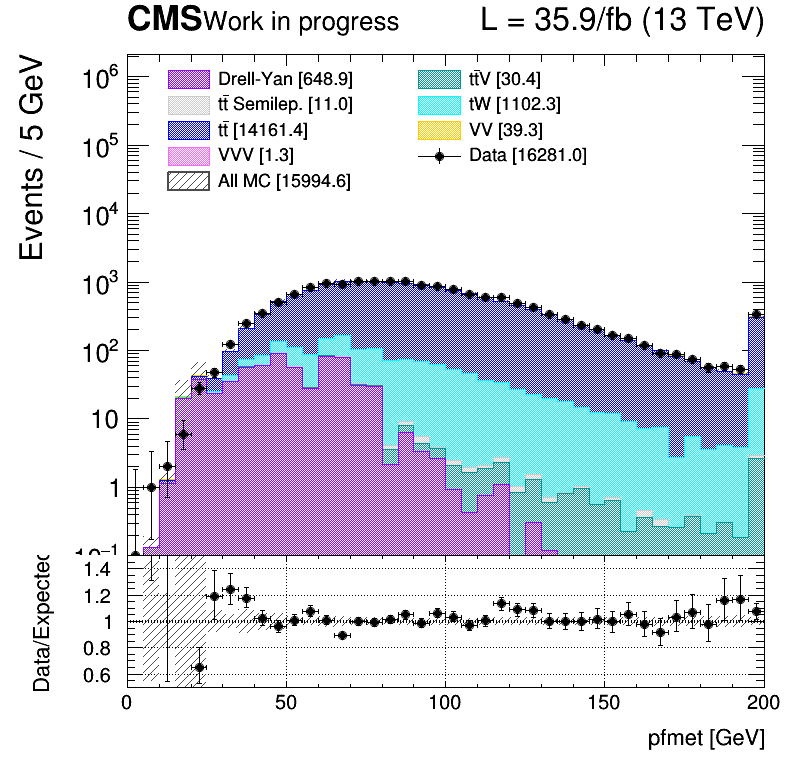 CMS Work in progress L = 35.9/fb (13 TeV)
Events / 5 GeV
Drell-Yan [648.9]
tt̄ Semilep. [11.0]
tt̄ [14161.4]
VVV [1.3]
All MC [15994.6]
tt̄V [30.4]
tW [1102.3]
VV [39.3]
Data [16281.0]
10⁶
10⁵
10⁴
10³
10²
10
1
10⁻¹
Data/Expected
1.4
1.2
1
0.8
0.6
0 50 100 150 200
pfmet [GeV]